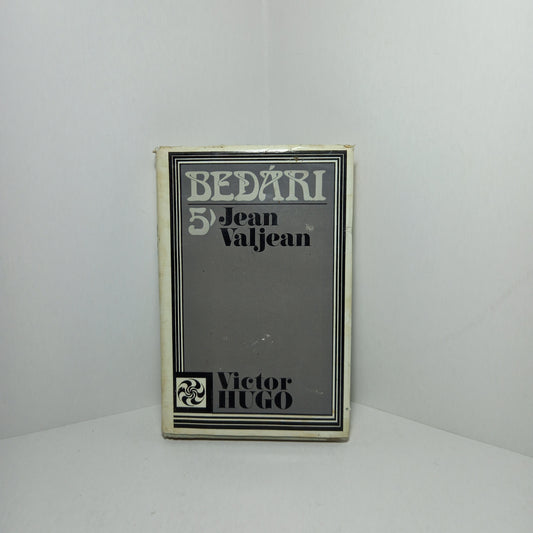 BEDÁRI
5) Jean
Valjean
Victor
HUGO